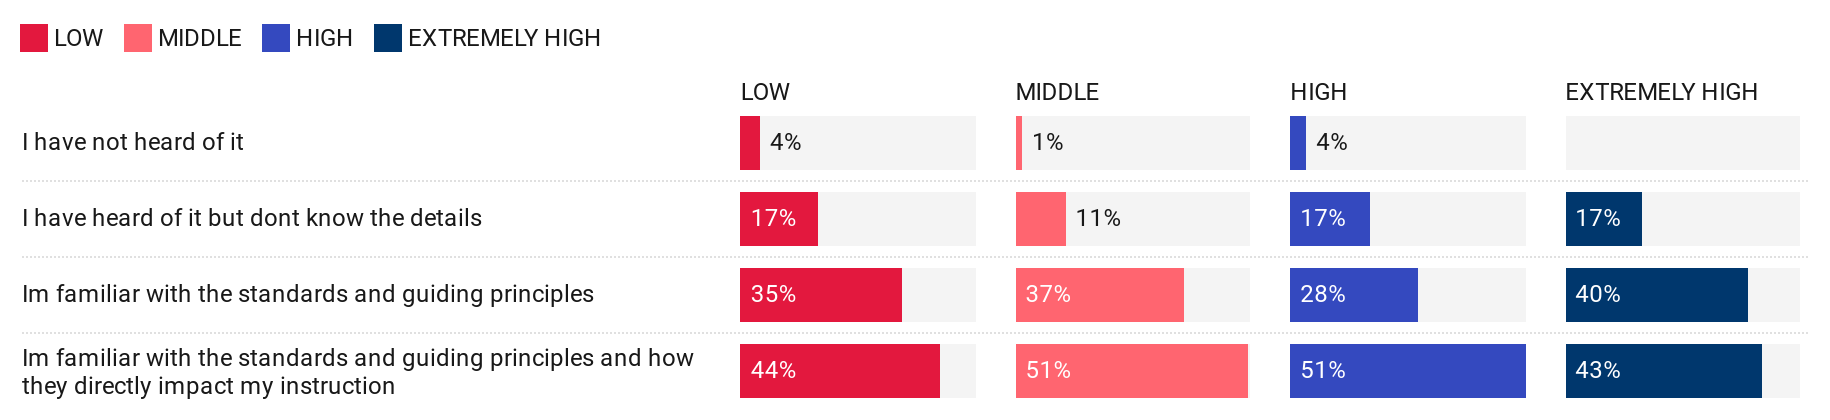 LOW MIDDLE HIGH EXTREMELY HIGH
LOW MIDDLE HIGH EXTREMELY HIGH
I have not heard of it 4% 1% 4%
I have heard of it but dont know the details 17% 11% 17% 17%
Im familiar with the standards and guiding principles 35% 37% 28% 40%
Im familiar with the standards and guiding principles and how
they directly impact my instruction 44% 51% 51% 43%